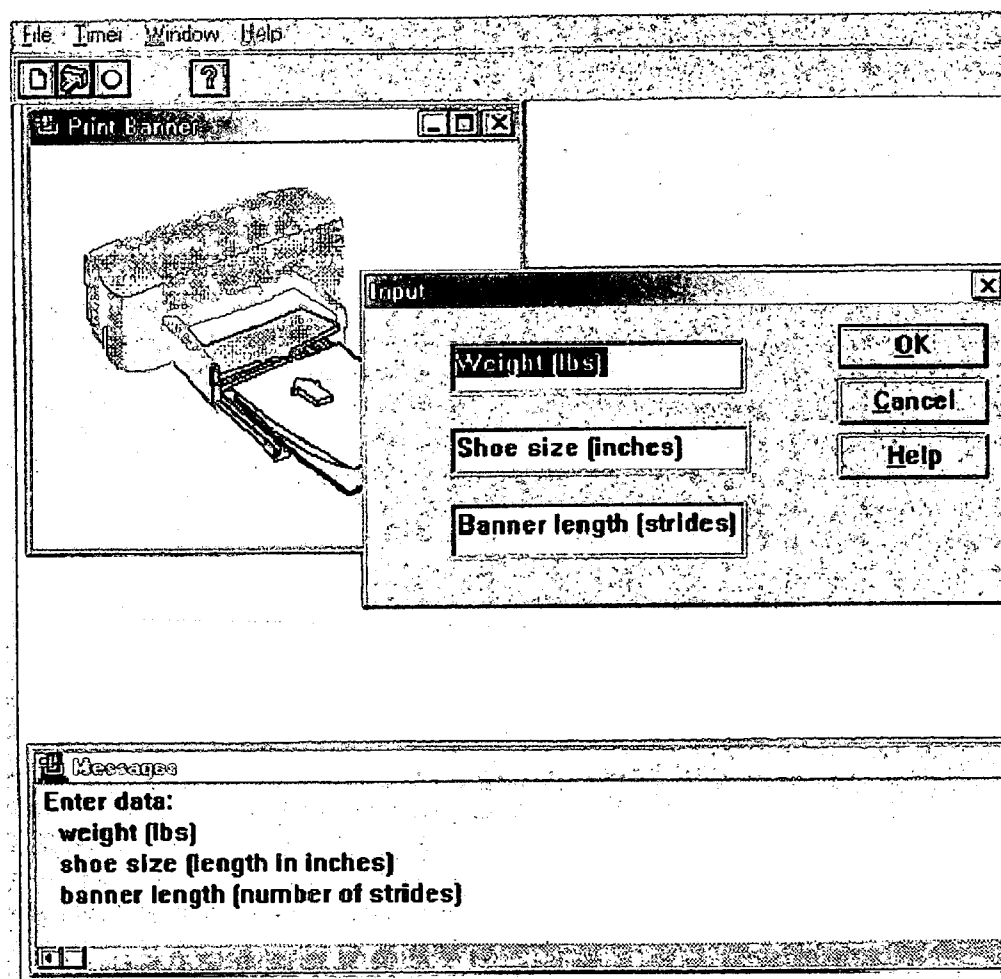 File Timer Window Help
?
Print Banner
Input
Weight (lbs)
OK
Shoe size (inches)
Cancel
Help
Banner length (strides)
Messages
Enter data:
weight (lbs)
shoe size (length in inches)
banner length (number of strides)